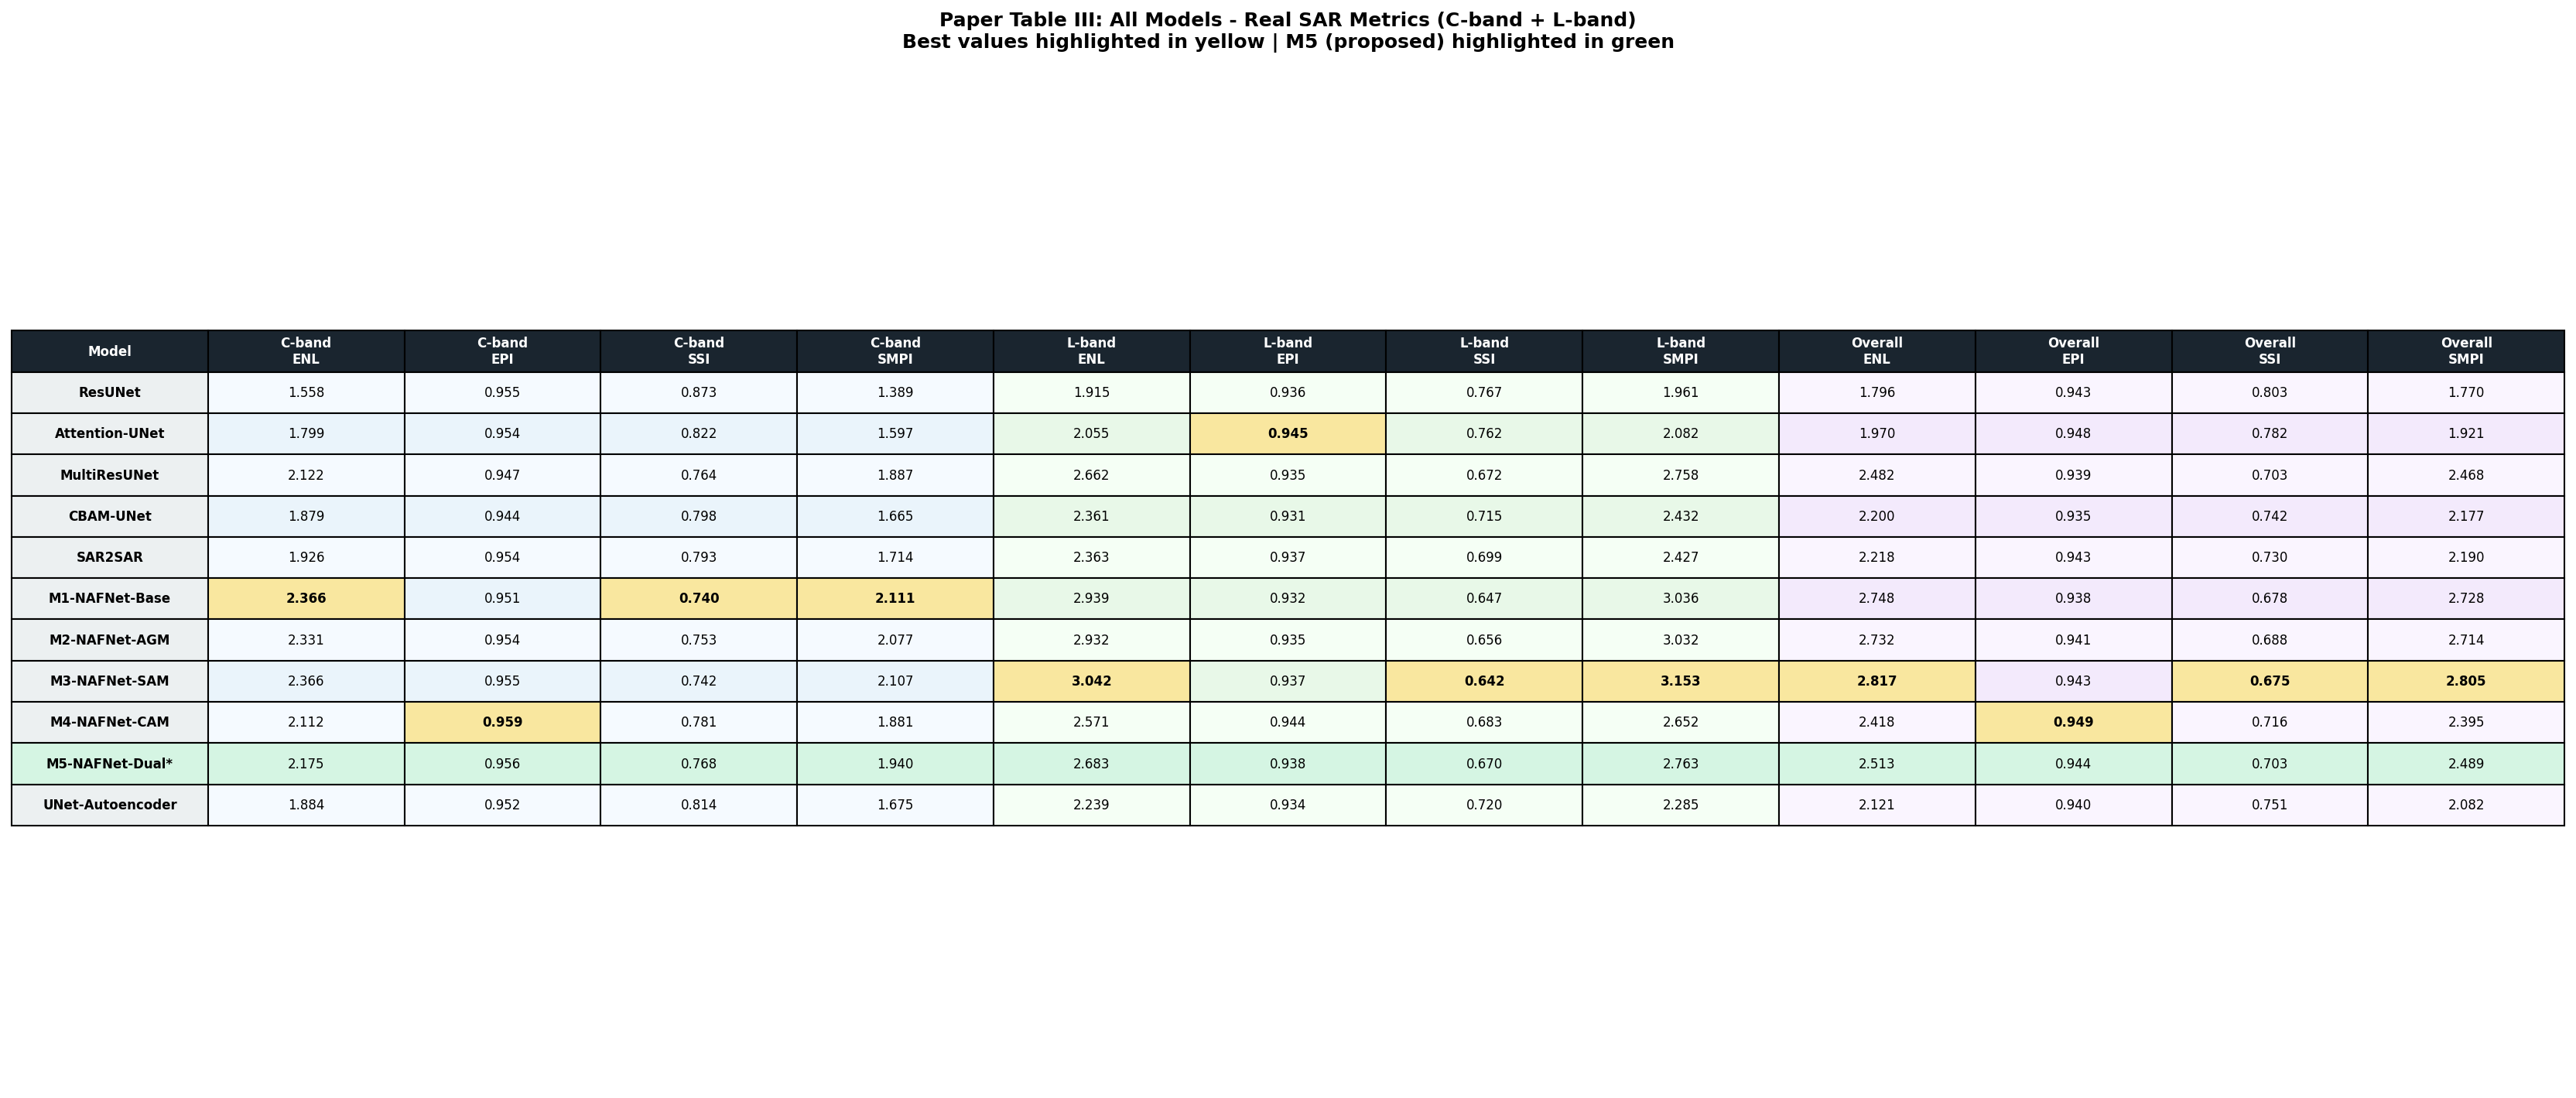 Paper Table III: All Models - Real SAR Metrics (C-band + L-band)
Best values highlighted in yellow | M5 (proposed) highlighted in green
Model C-band ENL C-band EPI C-band SSI C-band SMPI L-band ENL L-band EPI L-band SSI L-band SMPI Overall ENL Overall EPI Overall SSI Overall SMPI
ResUNet 1.558 0.955 0.873 1.389 1.915 0.936 0.767 1.961 1.796 0.943 0.803 1.770
Attention-UNet 1.799 0.954 0.822 1.597 2.055 0.945 0.762 2.082 1.970 0.948 0.782 1.921
MultiResUNet 2.122 0.947 0.764 1.887 2.662 0.935 0.672 2.758 2.482 0.939 0.703 2.468
CBAM-UNet 1.879 0.944 0.798 1.665 2.361 0.931 0.715 2.432 2.200 0.935 0.742 2.177
SAR2SAR 1.926 0.954 0.793 1.714 2.363 0.937 0.699 2.427 2.218 0.943 0.730 2.190
M1-NAFNet-Base 2.366 0.951 0.740 2.111 2.939 0.932 0.647 3.036 2.748 0.938 0.678 2.728
M2-NAFNet-AGM 2.331 0.954 0.753 2.077 2.932 0.935 0.656 3.032 2.732 0.941 0.688 2.714
M3-NAFNet-SAM 2.366 0.955 0.742 2.107 3.042 0.937 0.642 3.153 2.817 0.943 0.675 2.805
M4-NAFNet-CAM 2.112 0.959 0.781 1.881 2.571 0.944 0.683 2.652 2.418 0.949 0.716 2.395
M5-NAFNet-Dual* 2.175 0.956 0.768 1.940 2.683 0.938 0.670 2.763 2.513 0.944 0.703 2.489
UNet-Autoencoder 1.884 0.952 0.814 1.675 2.239 0.934 0.720 2.285 2.121 0.940 0.751 2.082